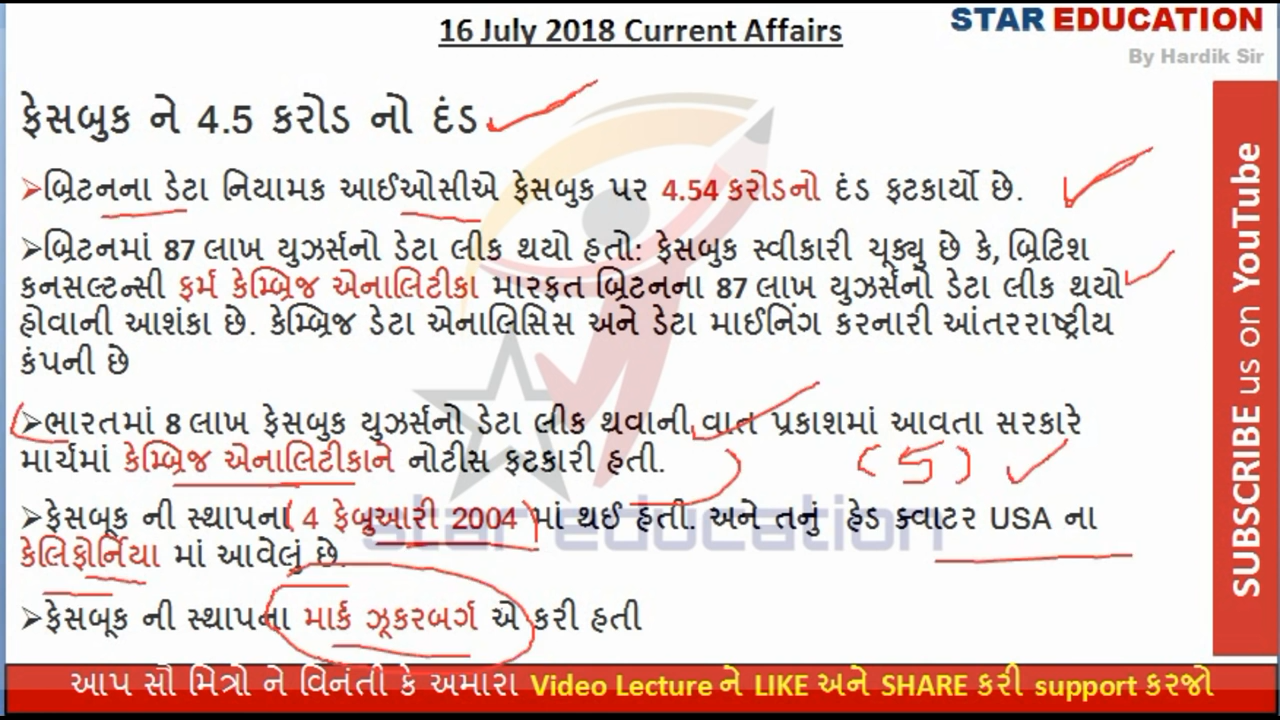 16 July 2018 Current Affairs
STAR EDUCATION
By Hardik Sir
ફેસબુક ને 4.5 કરોડ નો દંડ
➢બ્રિટનના ડેટા નિયામક આઈઓસીએ ફેસબુક પર 4.54 કરોડનો દંડ ફટકાર્યો છે.
➢બ્રિટનમાં 87 લાખ યુઝર્સનો ડેટા લીક થયો હતો: ફેસબુક સ્વીકારી ચૂક્યુ છે કે, બ્રિટિશ
કનસલ્ટન્સી ફર્મ કેમ્બ્રિજ એનાલિટીકા મારફત બ્રિટનના 87 લાખ યુઝર્સનો ડેટા લીક થયો
હોવાની આશંકા છે. કેમ્બ્રિજ ડેટા એનાલિસિસ અને ડેટા માઈનિંગ કરનારી આંતરરાષ્ટ્રીય
કંપની છે
➢ભારતમાં 8 લાખ ફેસબુક યુઝર્સનો ડેટા લીક થવાની વાત પ્રકાશમાં આવતા સરકારે
માર્ચમાં કેમ્બ્રિજ એનાલિટીકાને નોટીસ ફટકારી હતી.
(5)
➢ફેસબૂક ની સ્થાપના 4 ફેબ્રુઆરી 2004 માં થઈ હતી. અને તનું હેડ ક્વાટર USA ના
કેલિફોર્નિયા માં આવેલું છે.
➢ફેસબૂક ની સ્થાપના માર્ક ઝૂકરબર્ગ એ કરી હતી
star education
SUBSCRIBE us on YouTube
આપ સૌ મિત્રો ને વિનંતી કે અમારા Video Lecture ને LIKE અને SHARE કરી support કરજો